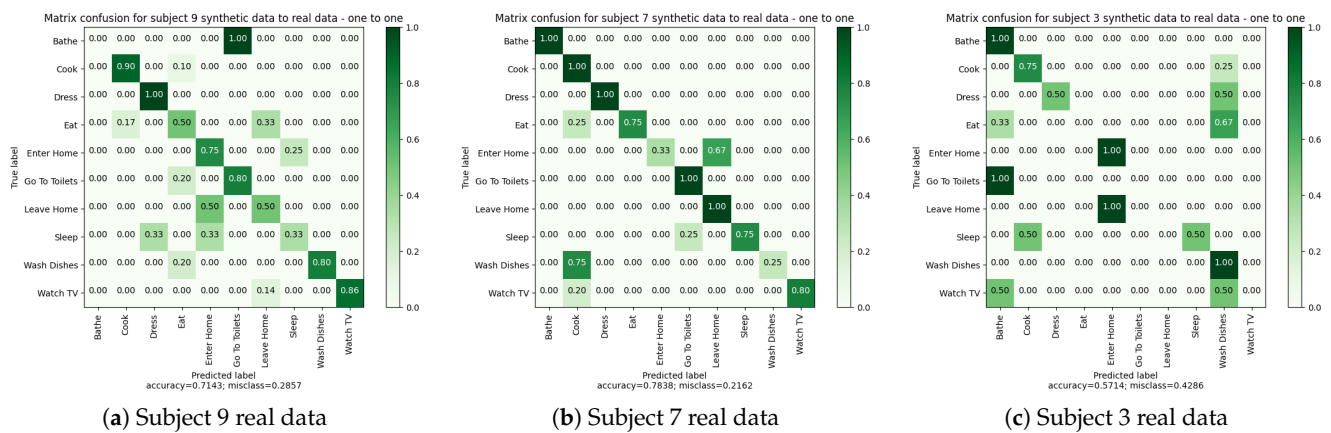 Matrix confusion for subject 9 synthetic data to real data - one to one
Bathe 0.00 0.00 0.00 0.00 0.00 1.00 0.00 0.00 0.00 0.00
Cook 0.00 0.90 0.00 0.10 0.00 0.00 0.00 0.00 0.00 0.00
Dress 0.00 0.00 1.00 0.00 0.00 0.00 0.00 0.00 0.00 0.00
Eat 0.00 0.17 0.00 0.50 0.00 0.00 0.33 0.00 0.00 0.00
Enter Home 0.00 0.00 0.00 0.00 0.75 0.00 0.00 0.25 0.00 0.00
Go To Toilets 0.00 0.00 0.00 0.20 0.00 0.80 0.00 0.00 0.00 0.00
Leave Home 0.00 0.00 0.00 0.00 0.50 0.00 0.50 0.00 0.00 0.00
Sleep 0.00 0.00 0.33 0.00 0.33 0.00 0.00 0.33 0.00 0.00
Wash Dishes 0.00 0.00 0.00 0.20 0.00 0.00 0.00 0.00 0.80 0.00
Watch TV 0.00 0.00 0.00 0.00 0.00 0.00 0.14 0.00 0.00 0.86
True label
1.0
0.8
0.6
0.4
0.2
0.0
Bathe Cook Dress Eat Enter Home Go To Toilets Leave Home Sleep Wash Dishes Watch TV
Predicted label
accuracy=0.7143; misclass=0.2857
(a) Subject 9 real data
Matrix confusion for subject 7 synthetic data to real data - one to one
Bathe 1.00 0.00 0.00 0.00 0.00 0.00 0.00 0.00 0.00 0.00
Cook 0.00 1.00 0.00 0.00 0.00 0.00 0.00 0.00 0.00 0.00
Dress 0.00 0.00 1.00 0.00 0.00 0.00 0.00 0.00 0.00 0.00
Eat 0.00 0.25 0.00 0.75 0.00 0.00 0.00 0.00 0.00 0.00
Enter Home 0.00 0.00 0.00 0.00 0.33 0.00 0.67 0.00 0.00 0.00
Go To Toilets 0.00 0.00 0.00 0.00 0.00 1.00 0.00 0.00 0.00 0.00
Leave Home 0.00 0.00 0.00 0.00 0.00 0.00 1.00 0.00 0.00 0.00
Sleep 0.00 0.00 0.00 0.00 0.00 0.25 0.00 0.75 0.00 0.00
Wash Dishes 0.00 0.75 0.00 0.00 0.00 0.00 0.00 0.00 0.25 0.00
Watch TV 0.00 0.20 0.00 0.00 0.00 0.00 0.00 0.00 0.00 0.80
True label
1.0
0.8
0.6
0.4
0.2
0.0
Bathe Cook Dress Eat Enter Home Go To Toilets Leave Home Sleep Wash Dishes Watch TV
Predicted label
accuracy=0.7838; misclass=0.2162
(b) Subject 7 real data
Matrix confusion for subject 3 synthetic data to real data - one to one
Bathe 1.00 0.00 0.00 0.00 0.00 0.00 0.00 0.00 0.00 0.00
Cook 0.00 0.75 0.00 0.00 0.00 0.00 0.00 0.00 0.25 0.00
Dress 0.00 0.00 0.50 0.00 0.00 0.00 0.00 0.00 0.50 0.00
Eat 0.33 0.00 0.00 0.00 0.00 0.00 0.00 0.00 0.67 0.00
Enter Home 0.00 0.00 0.00 0.00 1.00 0.00 0.00 0.00 0.00 0.00
Go To Toilets 1.00 0.00 0.00 0.00 0.00 0.00 0.00 0.00 0.00 0.00
Leave Home 0.00 0.00 0.00 0.00 1.00 0.00 0.00 0.00 0.00 0.00
Sleep 0.00 0.50 0.00 0.00 0.00 0.00 0.00 0.50 0.00 0.00
Wash Dishes 0.00 0.00 0.00 0.00 0.00 0.00 0.00 0.00 1.00 0.00
Watch TV 0.50 0.00 0.00 0.00 0.00 0.00 0.00 0.00 0.50 0.00
True label
1.0
0.8
0.6
0.4
0.2
0.0
Bathe Cook Dress Eat Enter Home Go To Toilets Leave Home Sleep Wash Dishes Watch TV
Predicted label
accuracy=0.5714; misclass=0.4286
(c) Subject 3 real data